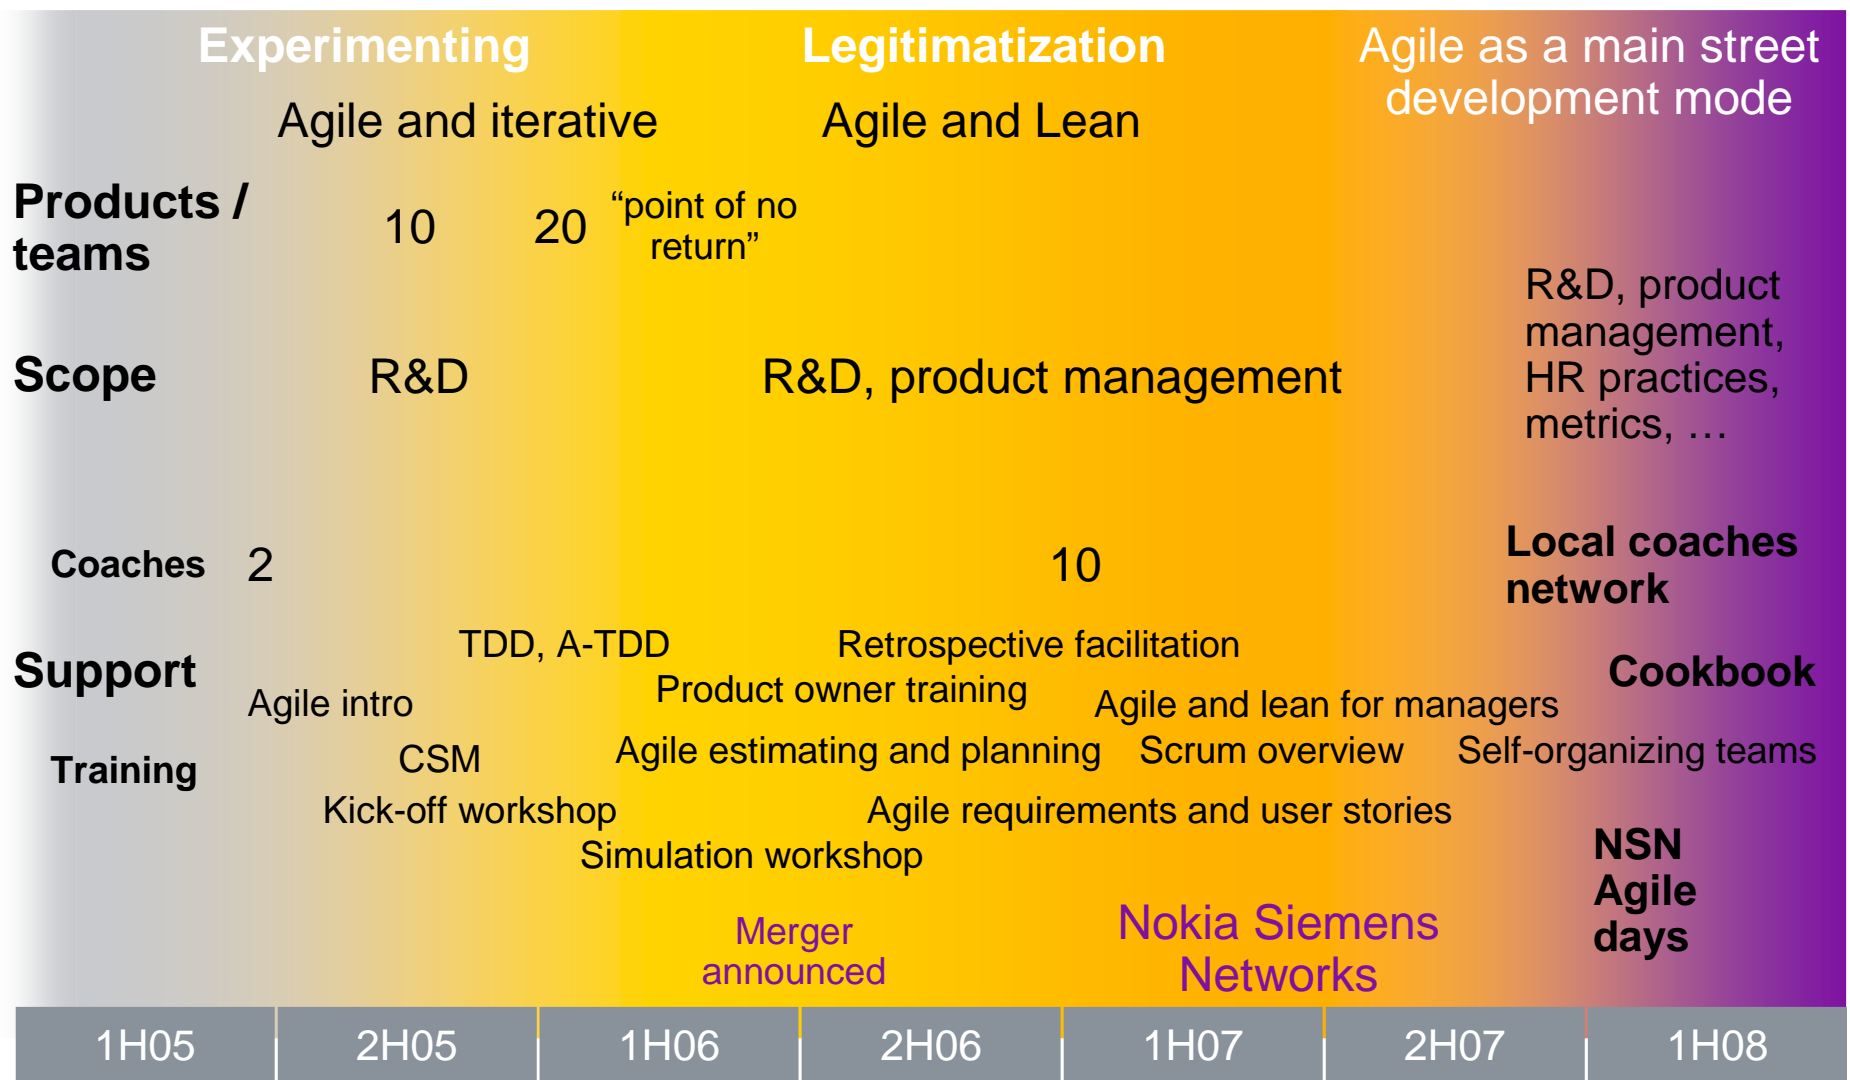 Experimenting
Legitimatization
Agile as a main street
development mode
Agile and iterative
Agile and Lean
Products /
teams
10
20
“point of no
return”
R&D, product
management,
HR practices,
metrics, …
Scope
R&D
R&D, product management
Coaches
2
10
Local coaches
network
Support
TDD, A-TDD
Retrospective facilitation
Cookbook
Product owner training
Agile intro
Agile and lean for managers
Training
CSM
Agile estimating and planning
Scrum overview
Self-organizing teams
Kick-off workshop
Agile requirements and user stories
Simulation workshop
NSN
Agile
days
Merger
announced
Nokia Siemens
Networks
1H05
2H05
1H06
2H06
1H07
2H07
1H08